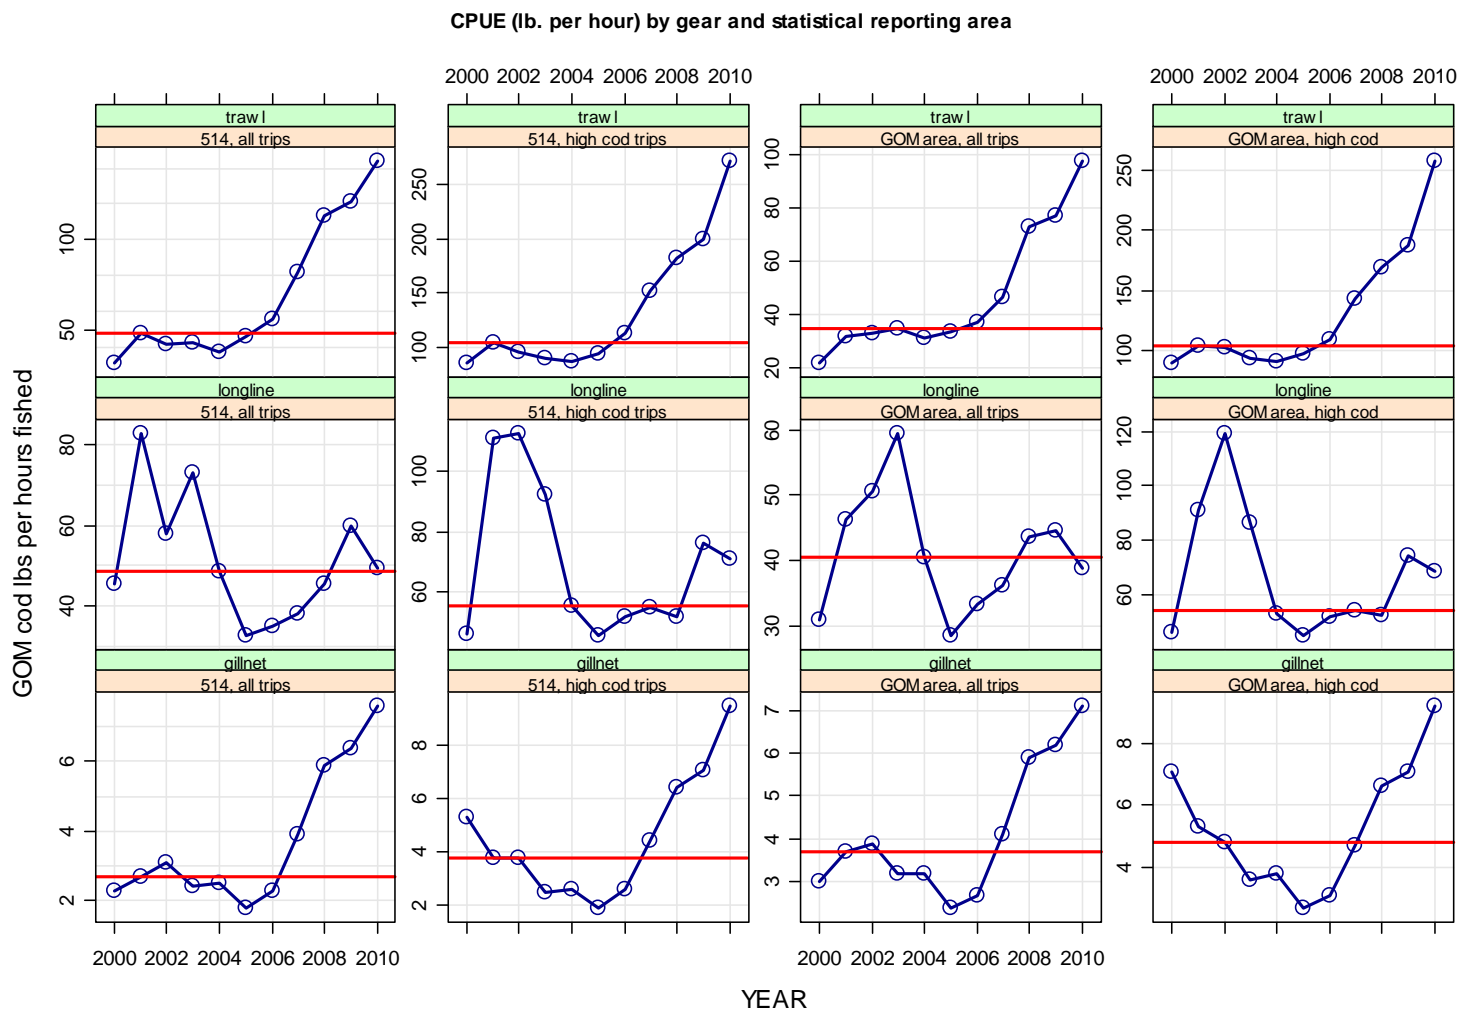 CPUE (lb. per hour) by gear and statistical reporting area
2000 2002 2004 2006 2008 2010
2000 2002 2004 2006 2008 2010
trawl
trawl
trawl
trawl
514, all trips
514, high cod trips
GOM area, all trips
GOM area, high cod
50 100
100 150 200 250
20 40 60 80 100
100 150 200 250
longline
longline
longline
longline
514, all trips
514, high cod trips
GOM area, all trips
GOM area, high cod
40 60 80
60 80 100
30 40 50 60
60 80 100 120
gillnet
gillnet
gillnet
gillnet
514, all trips
514, high cod trips
GOM area, all trips
GOM area, high cod
2 4 6
2 4 6 8
3 4 5 6 7
4 6 8
2000 2002 2004 2006 2008 2010
2000 2002 2004 2006 2008 2010
GOM cod lbs per hours fished
YEAR